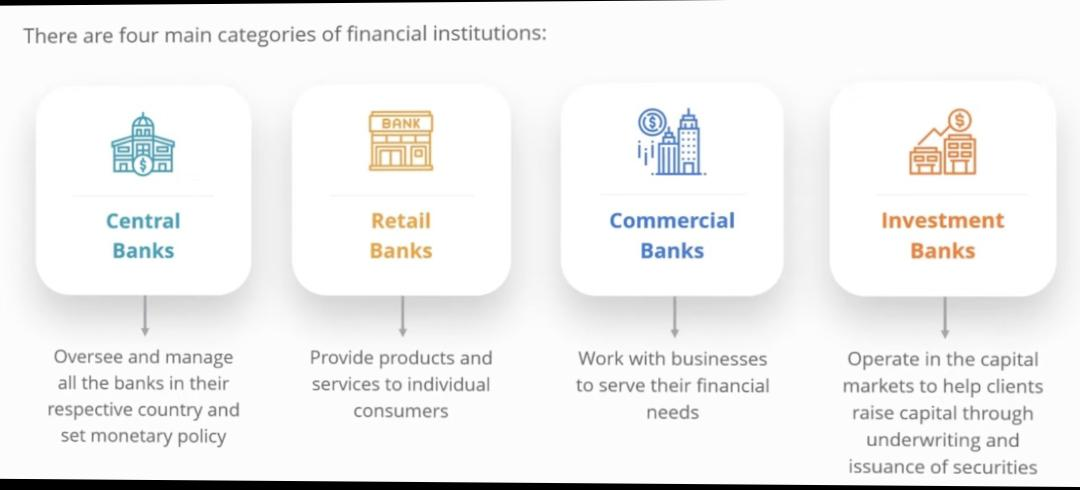 There are four main categories of financial institutions:
BANK
Central
Banks
Retail
Banks
Commercial
Banks
Investment
Banks
Oversee and manage
all the banks in their
respective country and
set monetary policy
Provide products and
services to individual
consumers
Work with businesses
to serve their financial
needs
Operate in the capital
markets to help clients
raise capital through
underwriting and
issuance of securities